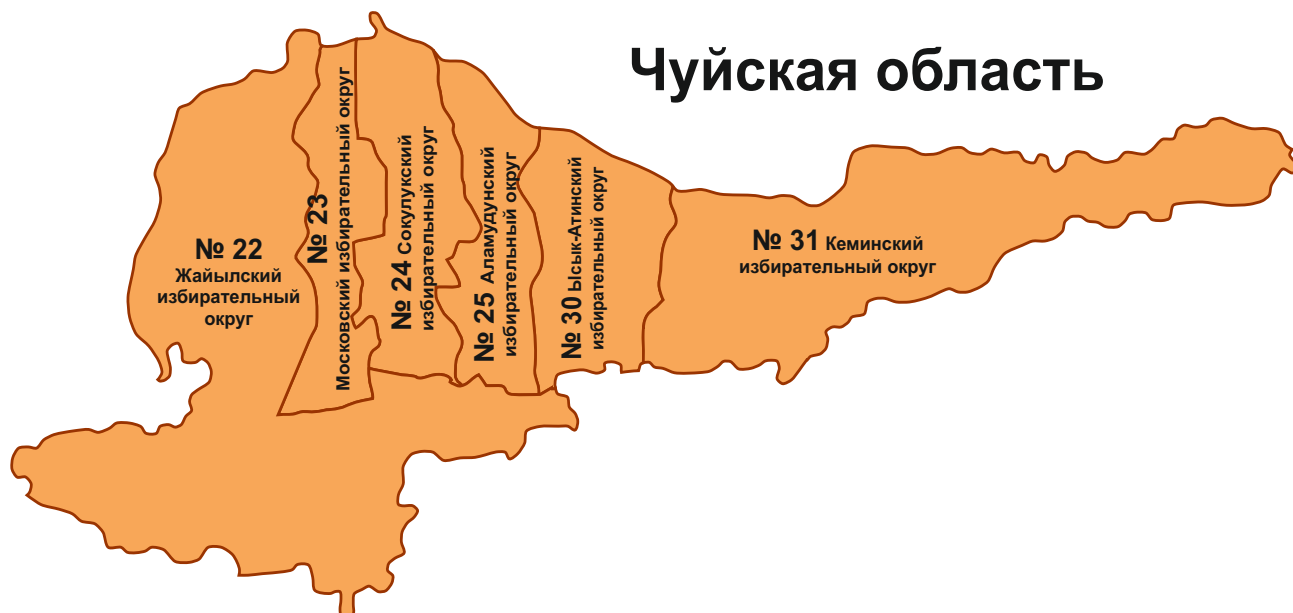 Чуйская область
№ 22
Жайылский
избирательный
округ
№ 23
Московский избирательный округ
№ 24 Сокулукский
избирательный округ
№ 25 Аламудунский
избирательный округ
№ 30 Ысык-Атинский
избирательный округ
№ 31 Кеминский
избирательный округ